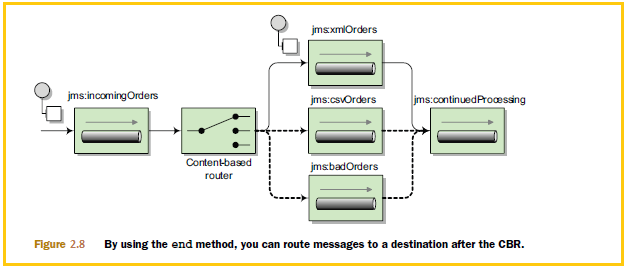 jms:xmlOrders
jms:incomingOrders
jms:csvOrders
jms:continuedProcessing
Content-based
router
jms:badOrders
Figure 2.8 By using the end method, you can route messages to a destination after the CBR.